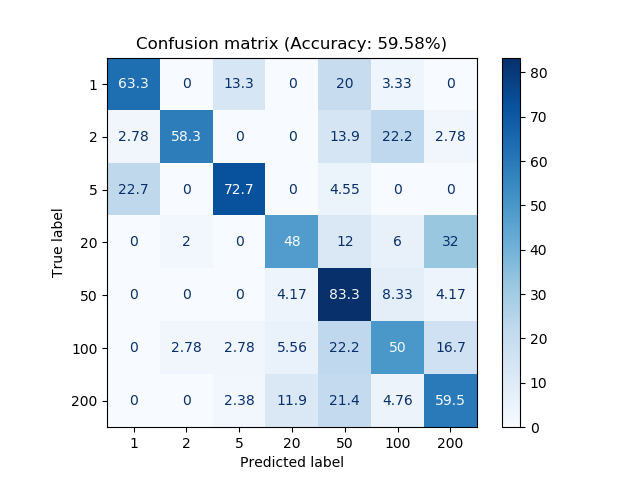 Confusion matrix (Accuracy: 59.58%)
1 63.3 0 13.3 0 20 3.33 0
2 2.78 58.3 0 0 13.9 22.2 2.78
5 22.7 0 72.7 0 4.55 0 0
20 0 2 0 48 12 6 32
50 0 0 0 4.17 83.3 8.33 4.17
100 0 2.78 2.78 5.56 22.2 50 16.7
200 0 0 2.38 11.9 21.4 4.76 59.5
1 2 5 20 50 100 200
Predicted label
True label
80
70
60
50
40
30
20
10
0